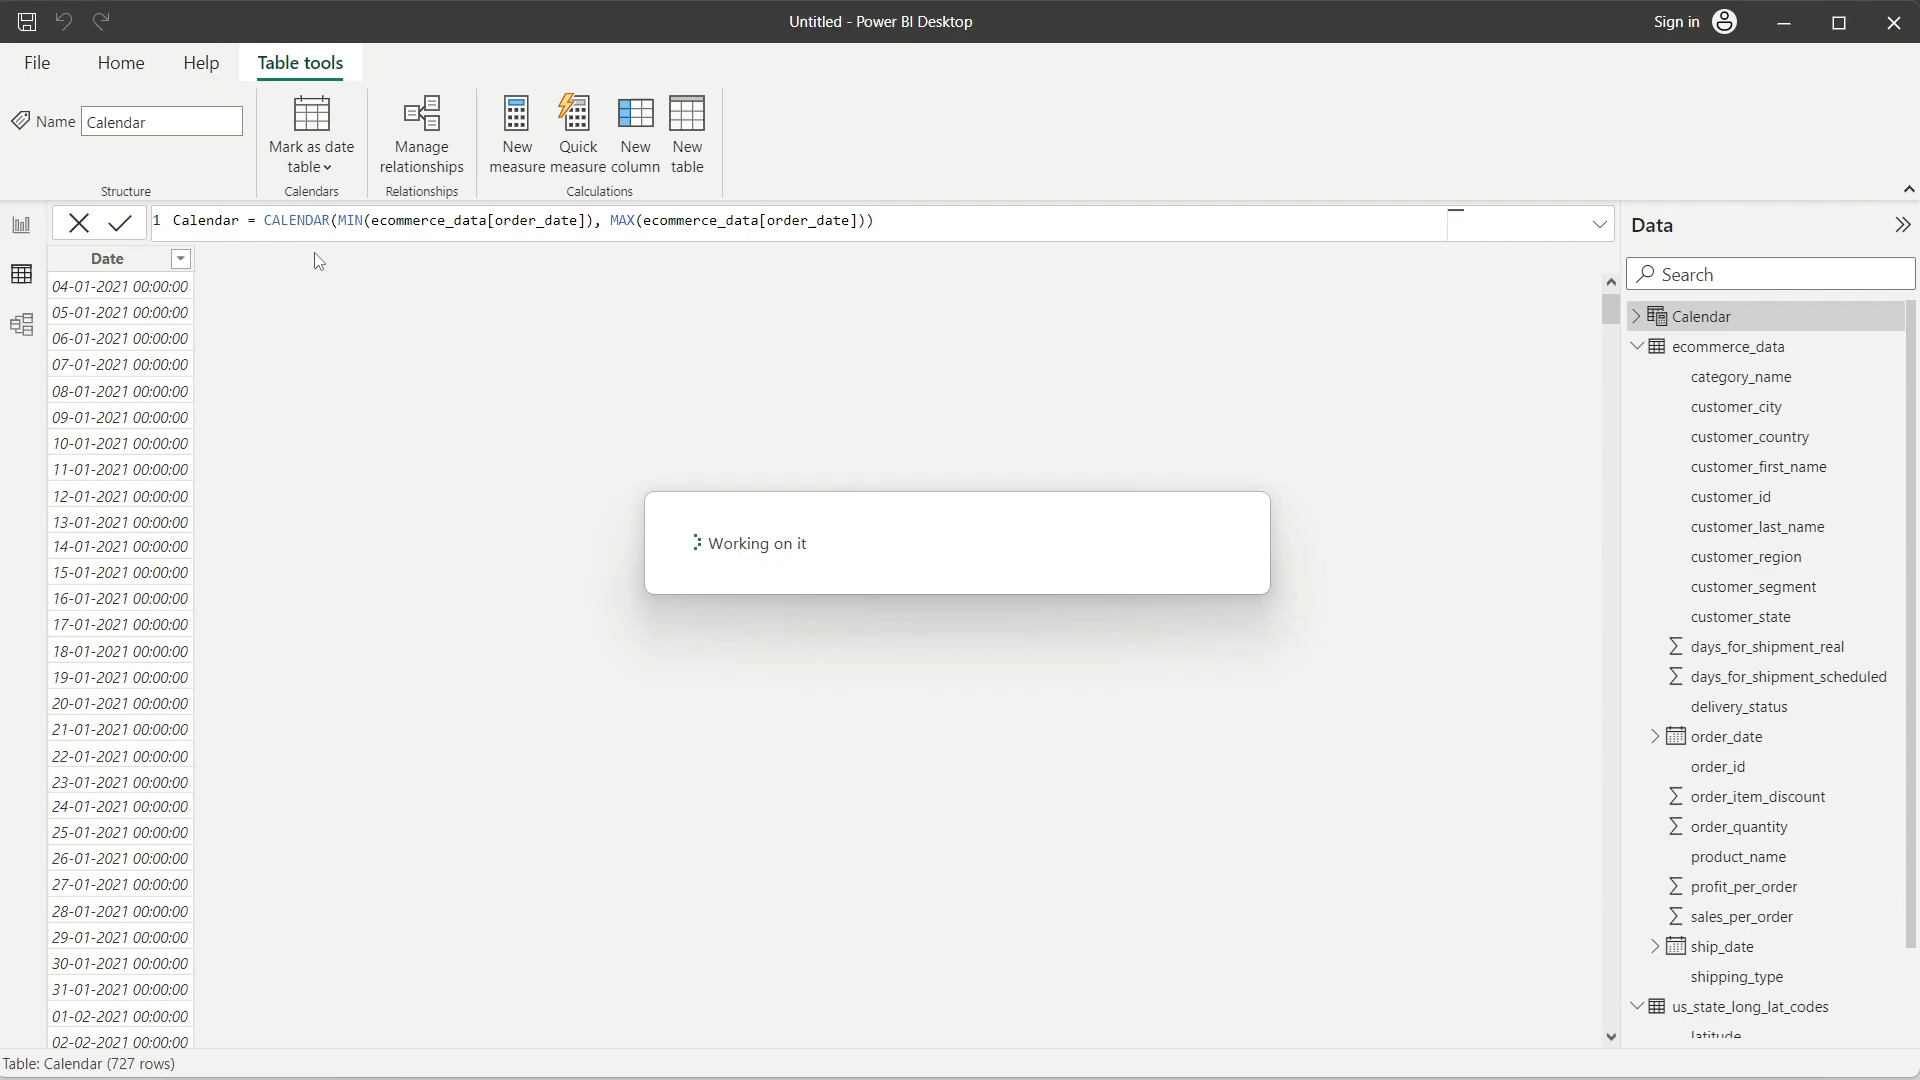 Untitled - Power BI Desktop
Sign in
File
Home
Help
Table tools
Name
Calendar
Mark as date
table
Calendars
Manage
relationships
Relationships
New
measure
Quick
measure
New
column
New
table
Calculations
Structure
1 Calendar = CALENDAR(MIN(ecommerce_data[order_date]), MAX(ecommerce_data[order_date]))
Date
04-01-2021 00:00:00
05-01-2021 00:00:00
06-01-2021 00:00:00
07-01-2021 00:00:00
08-01-2021 00:00:00
09-01-2021 00:00:00
10-01-2021 00:00:00
11-01-2021 00:00:00
12-01-2021 00:00:00
13-01-2021 00:00:00
14-01-2021 00:00:00
15-01-2021 00:00:00
16-01-2021 00:00:00
17-01-2021 00:00:00
18-01-2021 00:00:00
19-01-2021 00:00:00
20-01-2021 00:00:00
21-01-2021 00:00:00
22-01-2021 00:00:00
23-01-2021 00:00:00
24-01-2021 00:00:00
25-01-2021 00:00:00
26-01-2021 00:00:00
27-01-2021 00:00:00
28-01-2021 00:00:00
29-01-2021 00:00:00
30-01-2021 00:00:00
31-01-2021 00:00:00
01-02-2021 00:00:00
02-02-2021 00:00:00
Working on it
Data
Search
Calendar
ecommerce_data
category_name
customer_city
customer_country
customer_first_name
customer_id
customer_last_name
customer_region
customer_segment
customer_state
days_for_shipment_real
days_for_shipment_scheduled
delivery_status
order_date
order_id
order_item_discount
order_quantity
product_name
profit_per_order
sales_per_order
ship_date
shipping_type
us_state_long_lat_codes
latitude
Table: Calendar (727 rows)